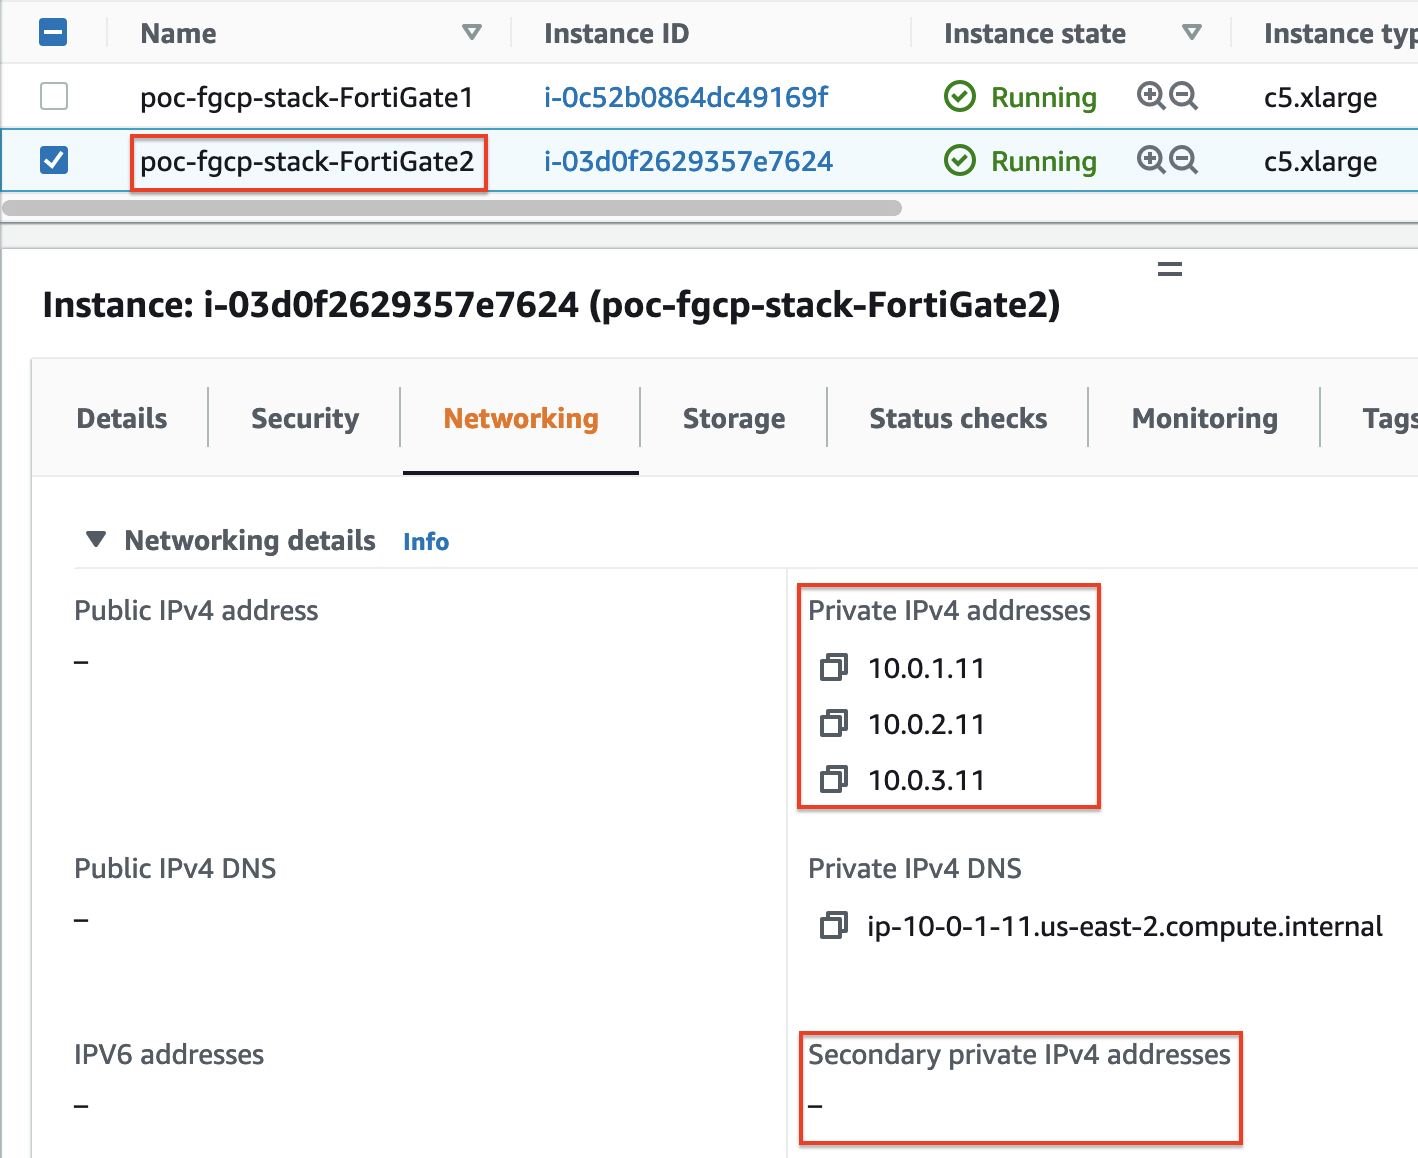 Name Instance ID Instance state Instance typ
poc-fgcp-stack-FortiGate1 i-0c52b0864dc49169f Running c5.xlarge
poc-fgcp-stack-FortiGate2 i-03d0f2629357e7624 Running c5.xlarge
Instance: i-03d0f2629357e7624 (poc-fgcp-stack-FortiGate2)
Details Security Networking Storage Status checks Monitoring Tags
Networking details Info
Public IPv4 address Private IPv4 addresses
– 10.0.1.11
10.0.2.11
10.0.3.11
Public IPv4 DNS Private IPv4 DNS
– ip-10-0-1-11.us-east-2.compute.internal
IPV6 addresses Secondary private IPv4 addresses
– –